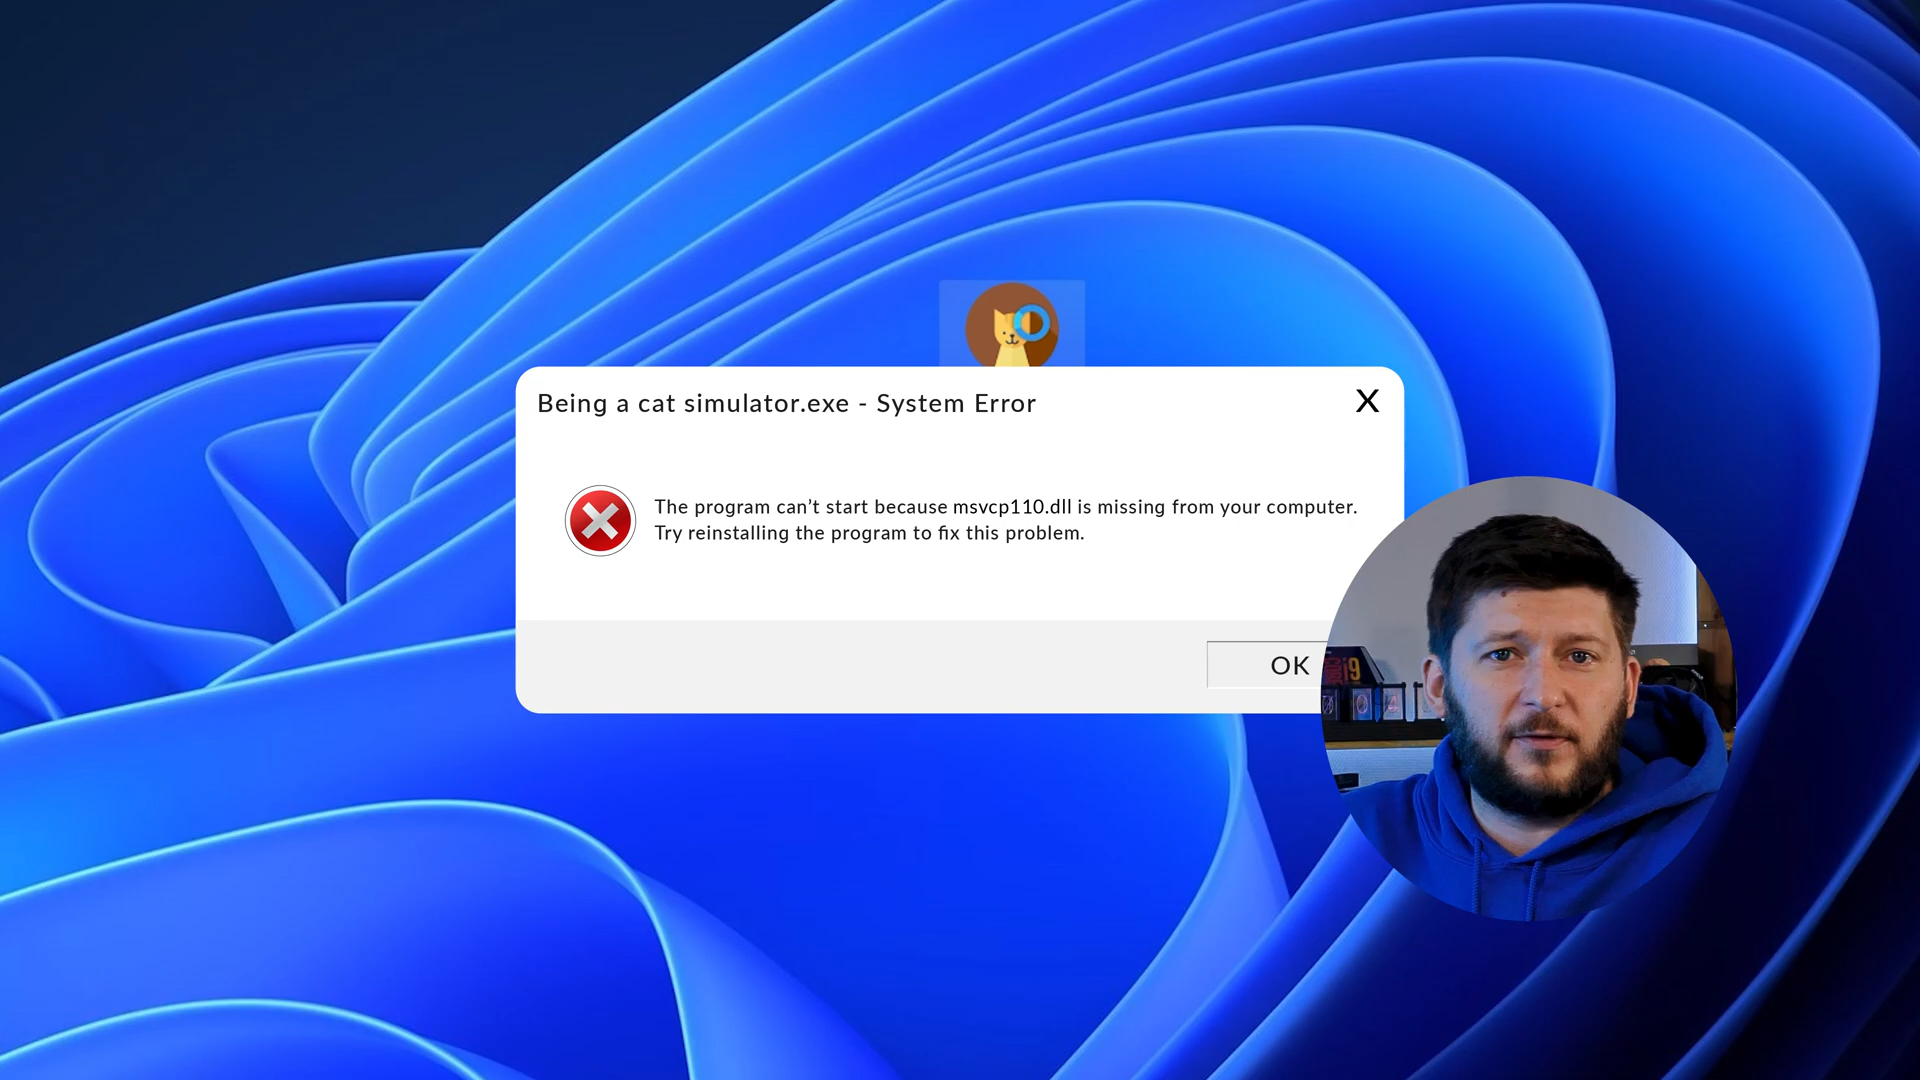 Being a cat simulator.exe - System Error
X
The program can’t start because msvcp110.dll is missing from your computer.
Try reinstalling the program to fix this problem.
OK
i9